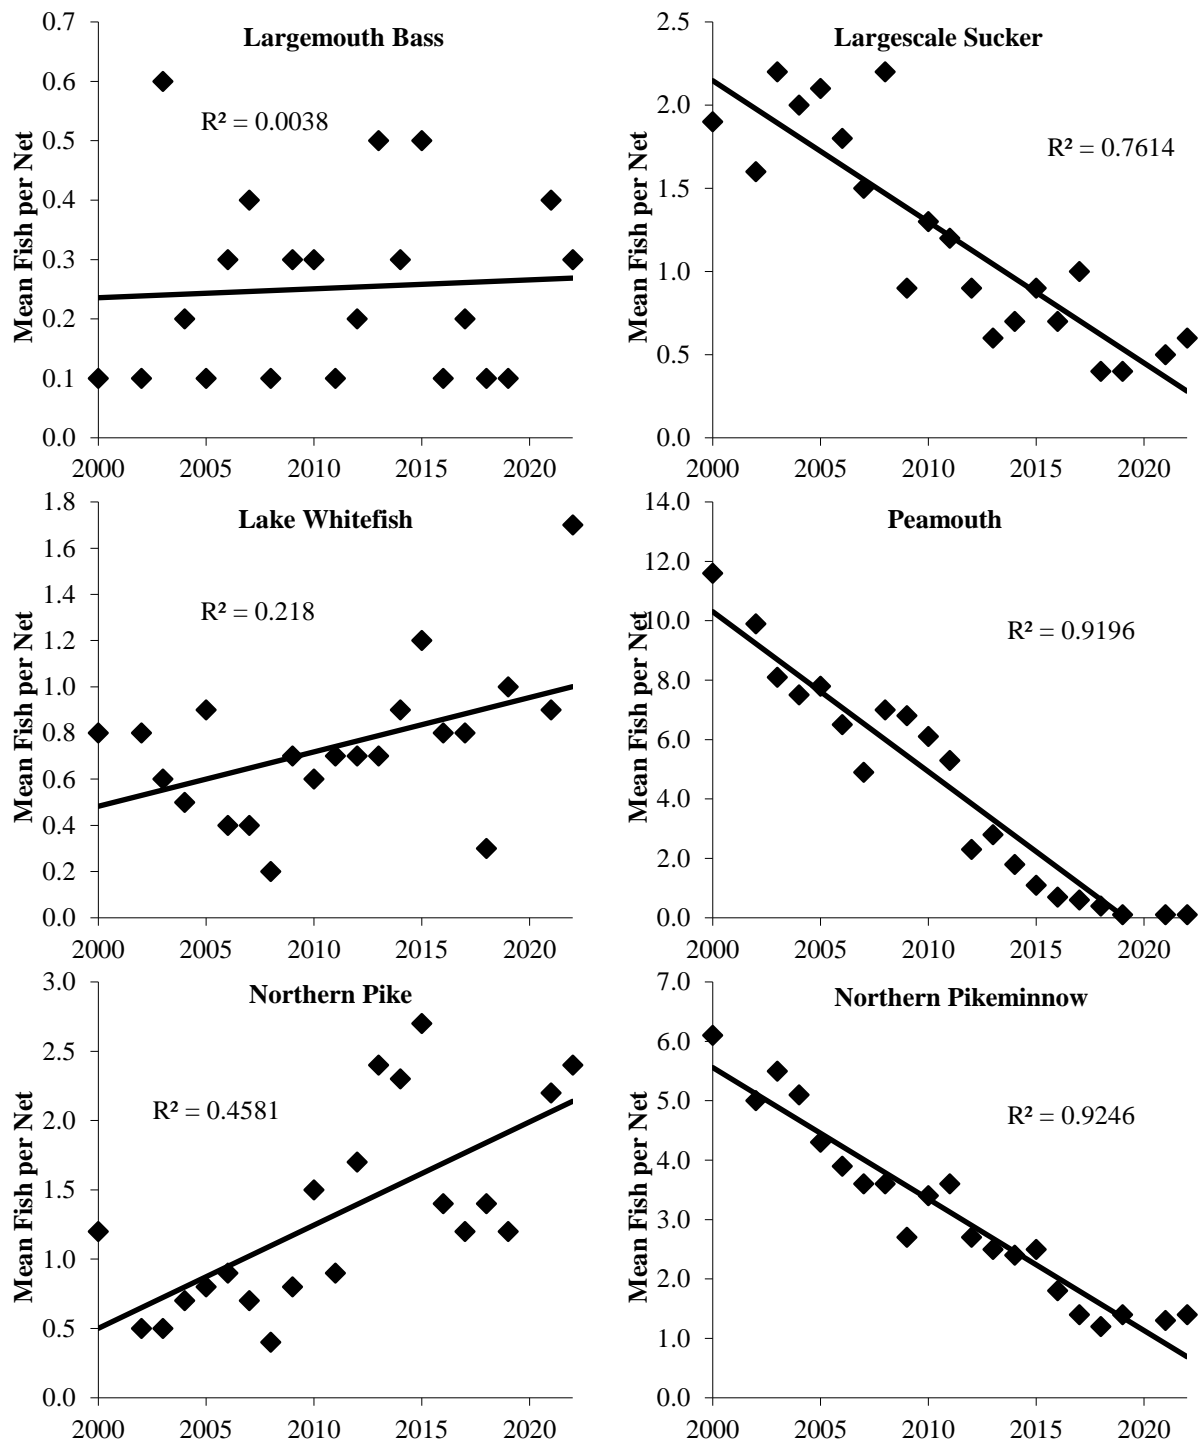 Largemouth Bass
R² = 0.0038
Mean Fish per Net
0.7
0.6
0.5
0.4
0.3
0.2
0.1
0.0
2000 2005 2010 2015 2020
Largescale Sucker
R² = 0.7614
Mean Fish per Net
2.5
2.0
1.5
1.0
0.5
0.0
2000 2005 2010 2015 2020
Lake Whitefish
R² = 0.218
Mean Fish per Net
1.8
1.6
1.4
1.2
1.0
0.8
0.6
0.4
0.2
0.0
2000 2005 2010 2015 2020
Peamouth
R² = 0.9196
Mean Fish per Net
14.0
12.0
10.0
8.0
6.0
4.0
2.0
0.0
2000 2005 2010 2015 2020
Northern Pike
R² = 0.4581
Mean Fish per Net
3.0
2.5
2.0
1.5
1.0
0.5
0.0
2000 2005 2010 2015 2020
Northern Pikeminnow
R² = 0.9246
Mean Fish per Net
7.0
6.0
5.0
4.0
3.0
2.0
1.0
0.0
2000 2005 2010 2015 2020